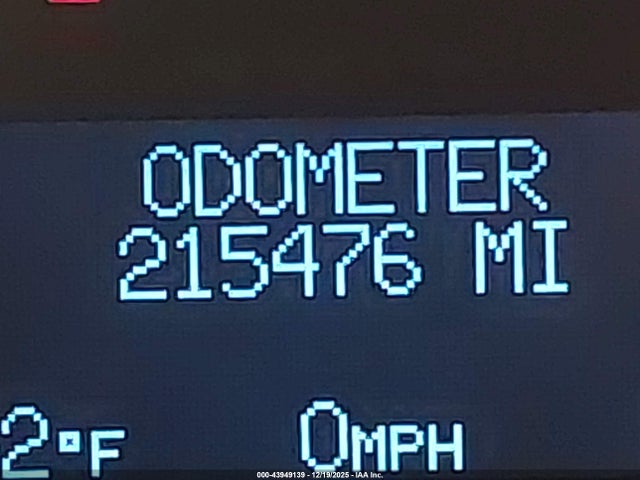 ODOMETER
215476 MI
2°F
0MPH
000-43949139 - 12/19/2025 - IAA Inc.